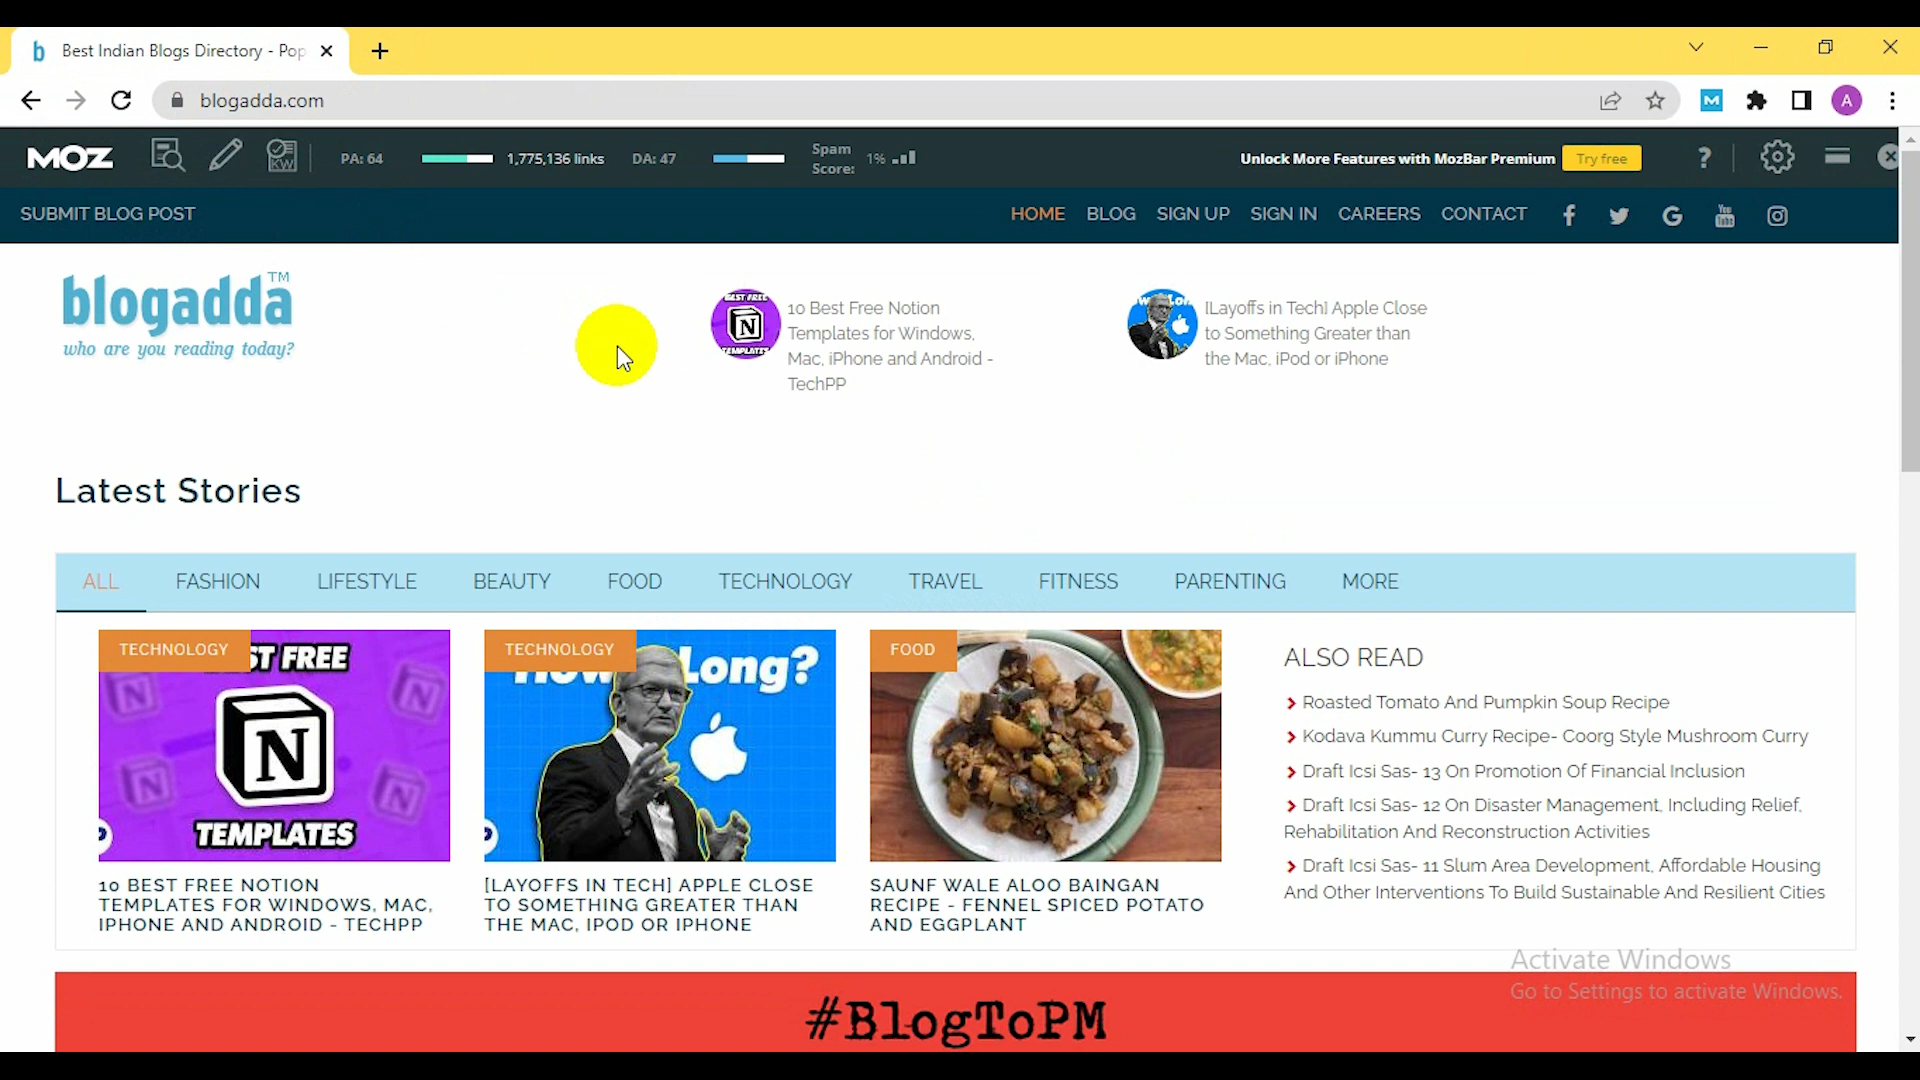 Best Indian Blogs Directory - Pop
blogadda.com
A
MOZ
KW
PA: 64
1,775,136 links
DA: 47
Spam
Score:
1%
Unlock More Features with MozBar Premium
Try free
?
SUBMIT BLOG POST
HOME
BLOG
SIGN UP
SIGN IN
CAREERS
CONTACT
You
Tube
blogadda™
who are you reading today?
BEST FREE
N
TEMPLATES
10 Best Free Notion
Templates for Windows,
Mac, iPhone and Android -
TechPP
[Layoffs in Tech] Apple Close
to Something Greater than
the Mac, iPod or iPhone
Latest Stories
ALL
FASHION
LIFESTYLE
BEAUTY
FOOD
TECHNOLOGY
TRAVEL
FITNESS
PARENTING
MORE
TECHNOLOGY
ST FREE
N
TEMPLATES
10 BEST FREE NOTION
TEMPLATES FOR WINDOWS, MAC,
IPHONE AND ANDROID - TECHPP
TECHNOLOGY
How Long?
[LAYOFFS IN TECH] APPLE CLOSE
TO SOMETHING GREATER THAN
THE MAC, IPOD OR IPHONE
FOOD
SAUNF WALE ALOO BAINGAN
RECIPE - FENNEL SPICED POTATO
AND EGGPLANT
ALSO READ
Roasted Tomato And Pumpkin Soup Recipe
Kodava Kummu Curry Recipe- Coorg Style Mushroom Curry
Draft Icsi Sas- 13 On Promotion Of Financial Inclusion
Draft Icsi Sas- 12 On Disaster Management, Including Relief,
Rehabilitation And Reconstruction Activities
Draft Icsi Sas- 11 Slum Area Development, Affordable Housing
And Other Interventions To Build Sustainable And Resilient Cities
Activate Windows
Go to Settings to activate Windows.
#BlogToPM